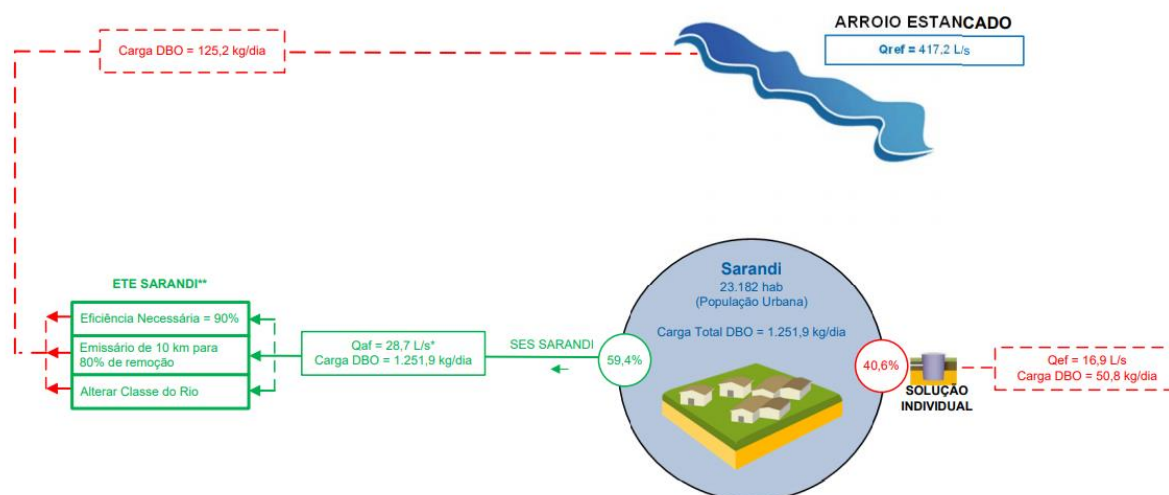 ARROIO ESTANCADO
Qref = 417,2 L/s
Carga DBO = 125,2 kg/dia
Sarandi
23.182 hab
(População Urbana)
Carga Total DBO = 1.251,9 kg/dia
ETE SARANDI**
Eficiência Necessária = 90%
Emissário de 10 km para
80% de remoção
Alterar Classe do Rio
Qaf = 28,7 L/s*
Carga DBO = 1.251,9 kg/dia
SES SARANDI
59,4%
40,6%
SOLUÇÃO
INDIVIDUAL
Qef = 16,9 L/s
Carga DBO = 50,8 kg/dia